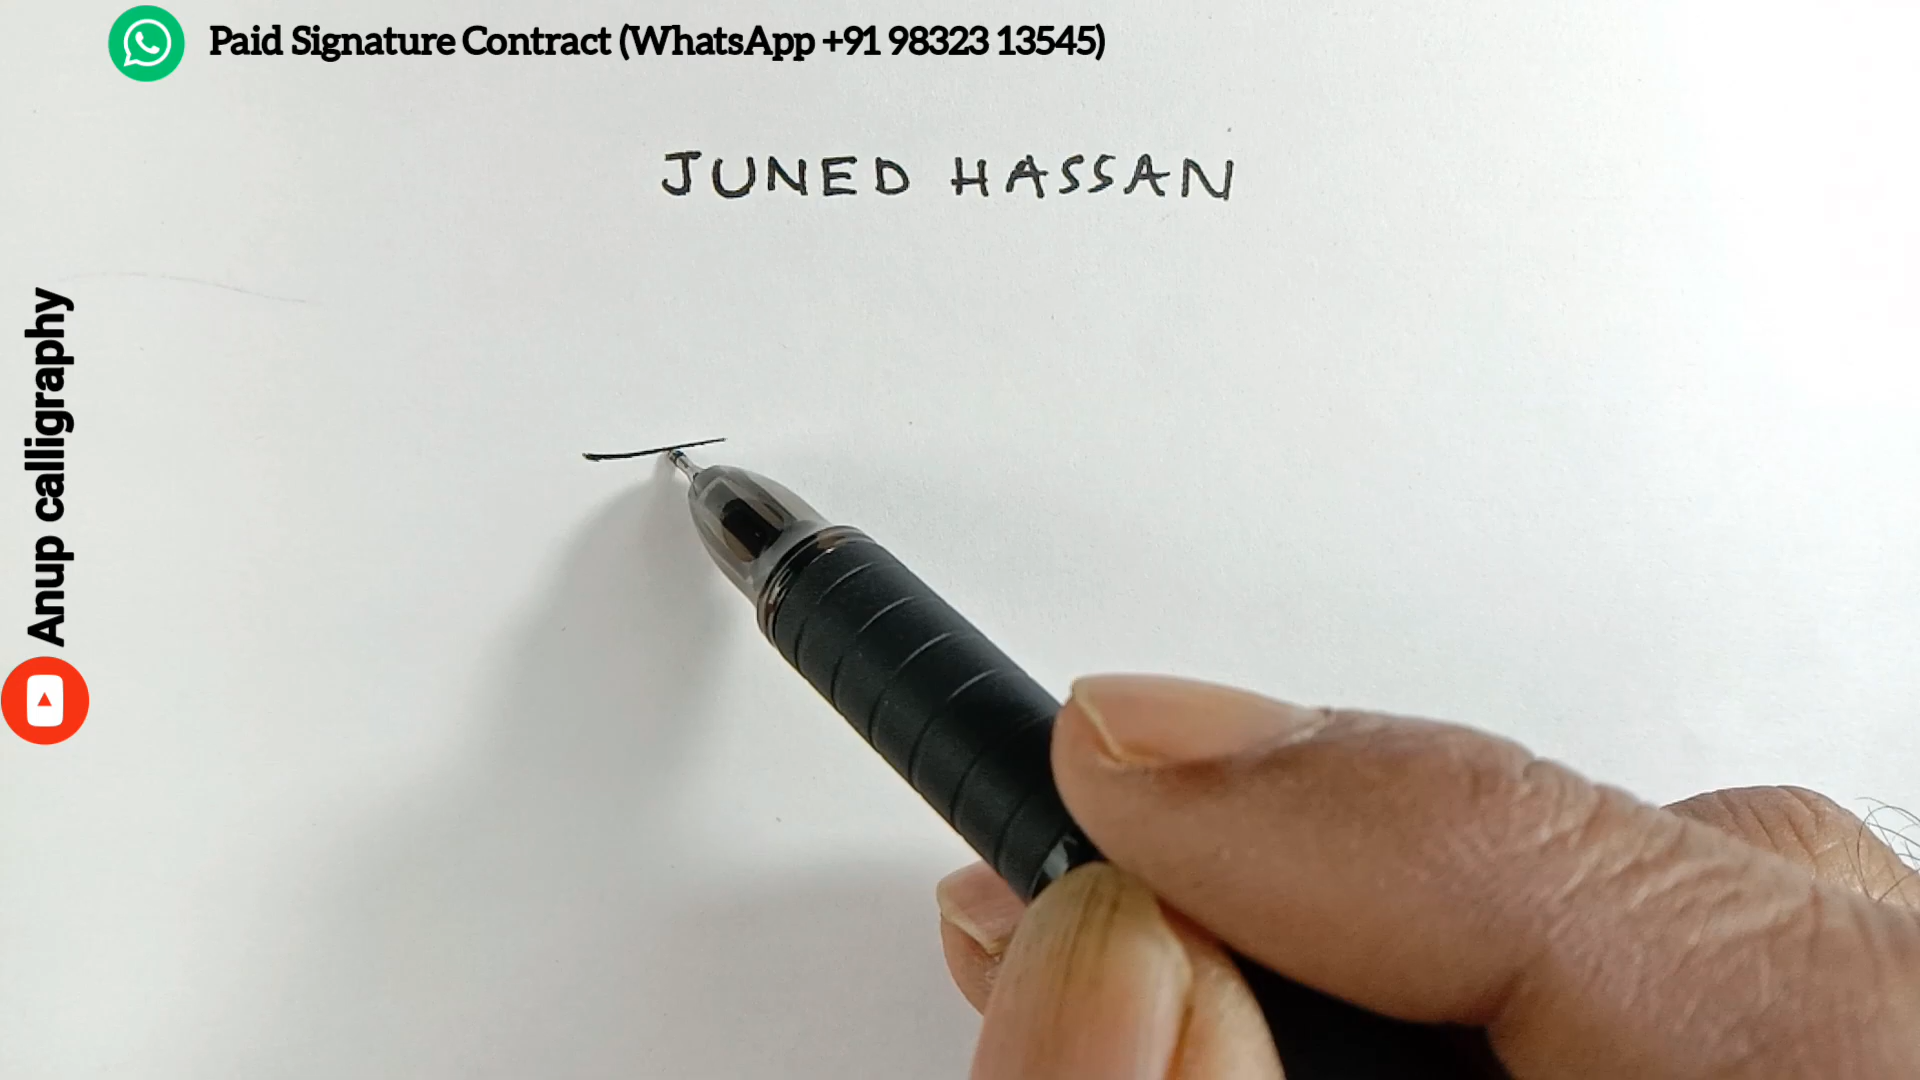 Paid Signature Contract (WhatsApp +91 98323 13545)
JUNED HASSAN
Anup calligraphy